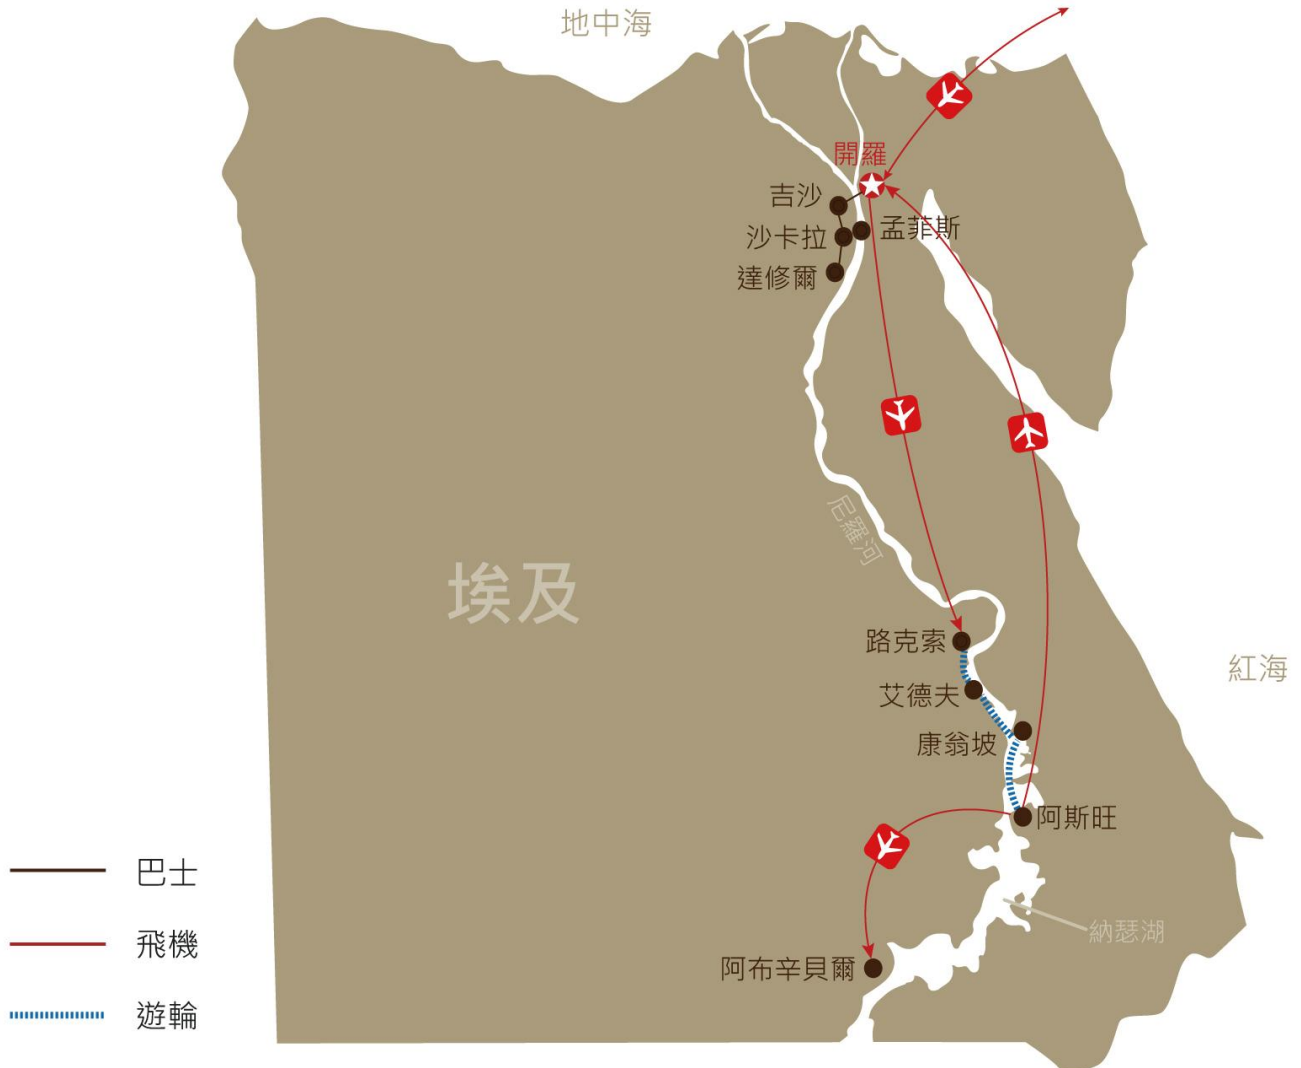 地中海
開羅
吉沙
孟菲斯
沙卡拉
達修爾
尼羅河
埃及
路克索
紅海
艾德夫
康翁坡
阿斯旺
巴士
納瑟湖
飛機
阿布辛貝爾
遊輪